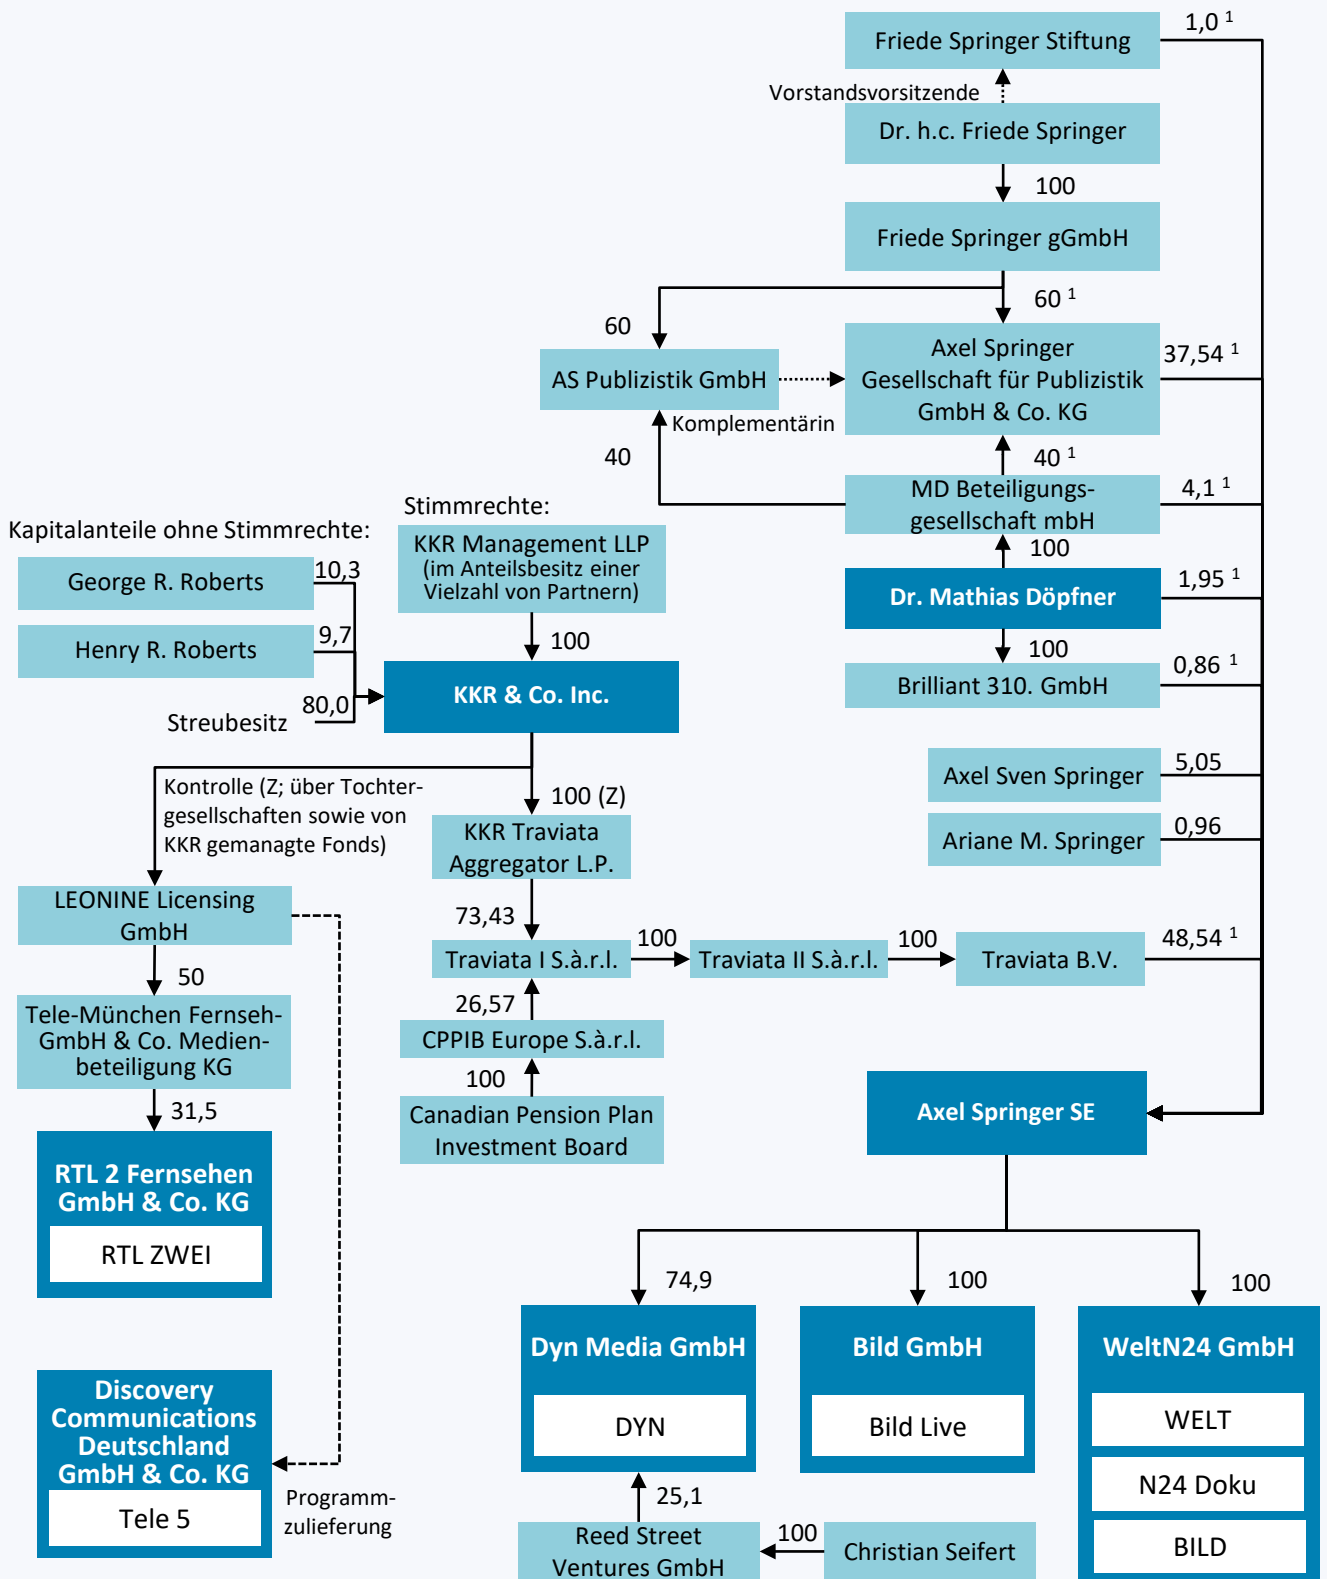 Friede Springer Stiftung
1,0 ¹
Vorstandsvorsitzende
Dr. h.c. Friede Springer
100
Friede Springer gGmbH
60
60 ¹
AS Publizistik GmbH
Axel Springer
Gesellschaft für Publizistik
GmbH & Co. KG
37,54 ¹
Komplementärin
40
40 ¹
MD Beteiligungs-
gesellschaft mbH
4,1 ¹
100
Dr. Mathias Döpfner
1,95 ¹
100
Brilliant 310. GmbH
0,86 ¹
Axel Sven Springer
5,05
Ariane M. Springer
0,96
Kapitalanteile ohne Stimmrechte:
George R. Roberts
10,3
Henry R. Roberts
9,7
Streubesitz
80,0
Stimmrechte:
KKR Management LLP
(im Anteilsbesitz einer
Vielzahl von Partnern)
100
KKR & Co. Inc.
Kontrolle (Z; über Tochter-
gesellschaften sowie von
KKR gemanagte Fonds)
100 (Z)
KKR Traviata
Aggregator L.P.
73,43
Traviata I S.à.r.l.
100
Traviata II S.à.r.l.
100
Traviata B.V.
48,54 ¹
26,57
CPPIB Europe S.à.r.l.
100
Canadian Pension Plan
Investment Board
LEONINE Licensing
GmbH
50
Tele-München Fernseh-
GmbH & Co. Medien-
beteiligung KG
31,5
RTL 2 Fernsehen
GmbH & Co. KG
RTL ZWEI
Discovery
Communications
Deutschland
GmbH & Co. KG
Tele 5
Programm-
zulieferung
Axel Springer SE
74,9
100
100
Dyn Media GmbH
DYN
Bild GmbH
Bild Live
WeltN24 GmbH
WELT
N24 Doku
BILD
25,1
Reed Street
Ventures GmbH
100
Christian Seifert